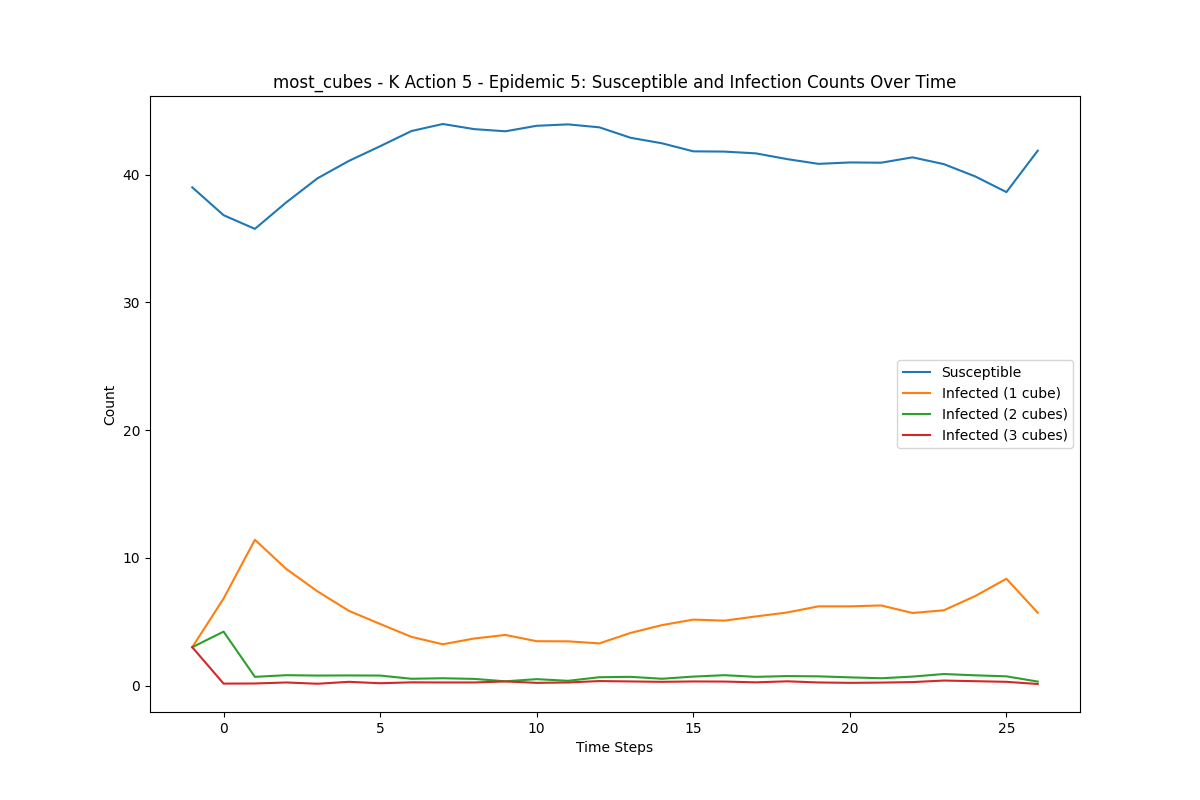 most_cubes - K Action 5 - Epidemic 5: Susceptible and Infection Counts Over Time
40
30
20
10
0
Count
Susceptible
Infected (1 cube)
Infected (2 cubes)
Infected (3 cubes)
0 5 10 15 20 25
Time Steps